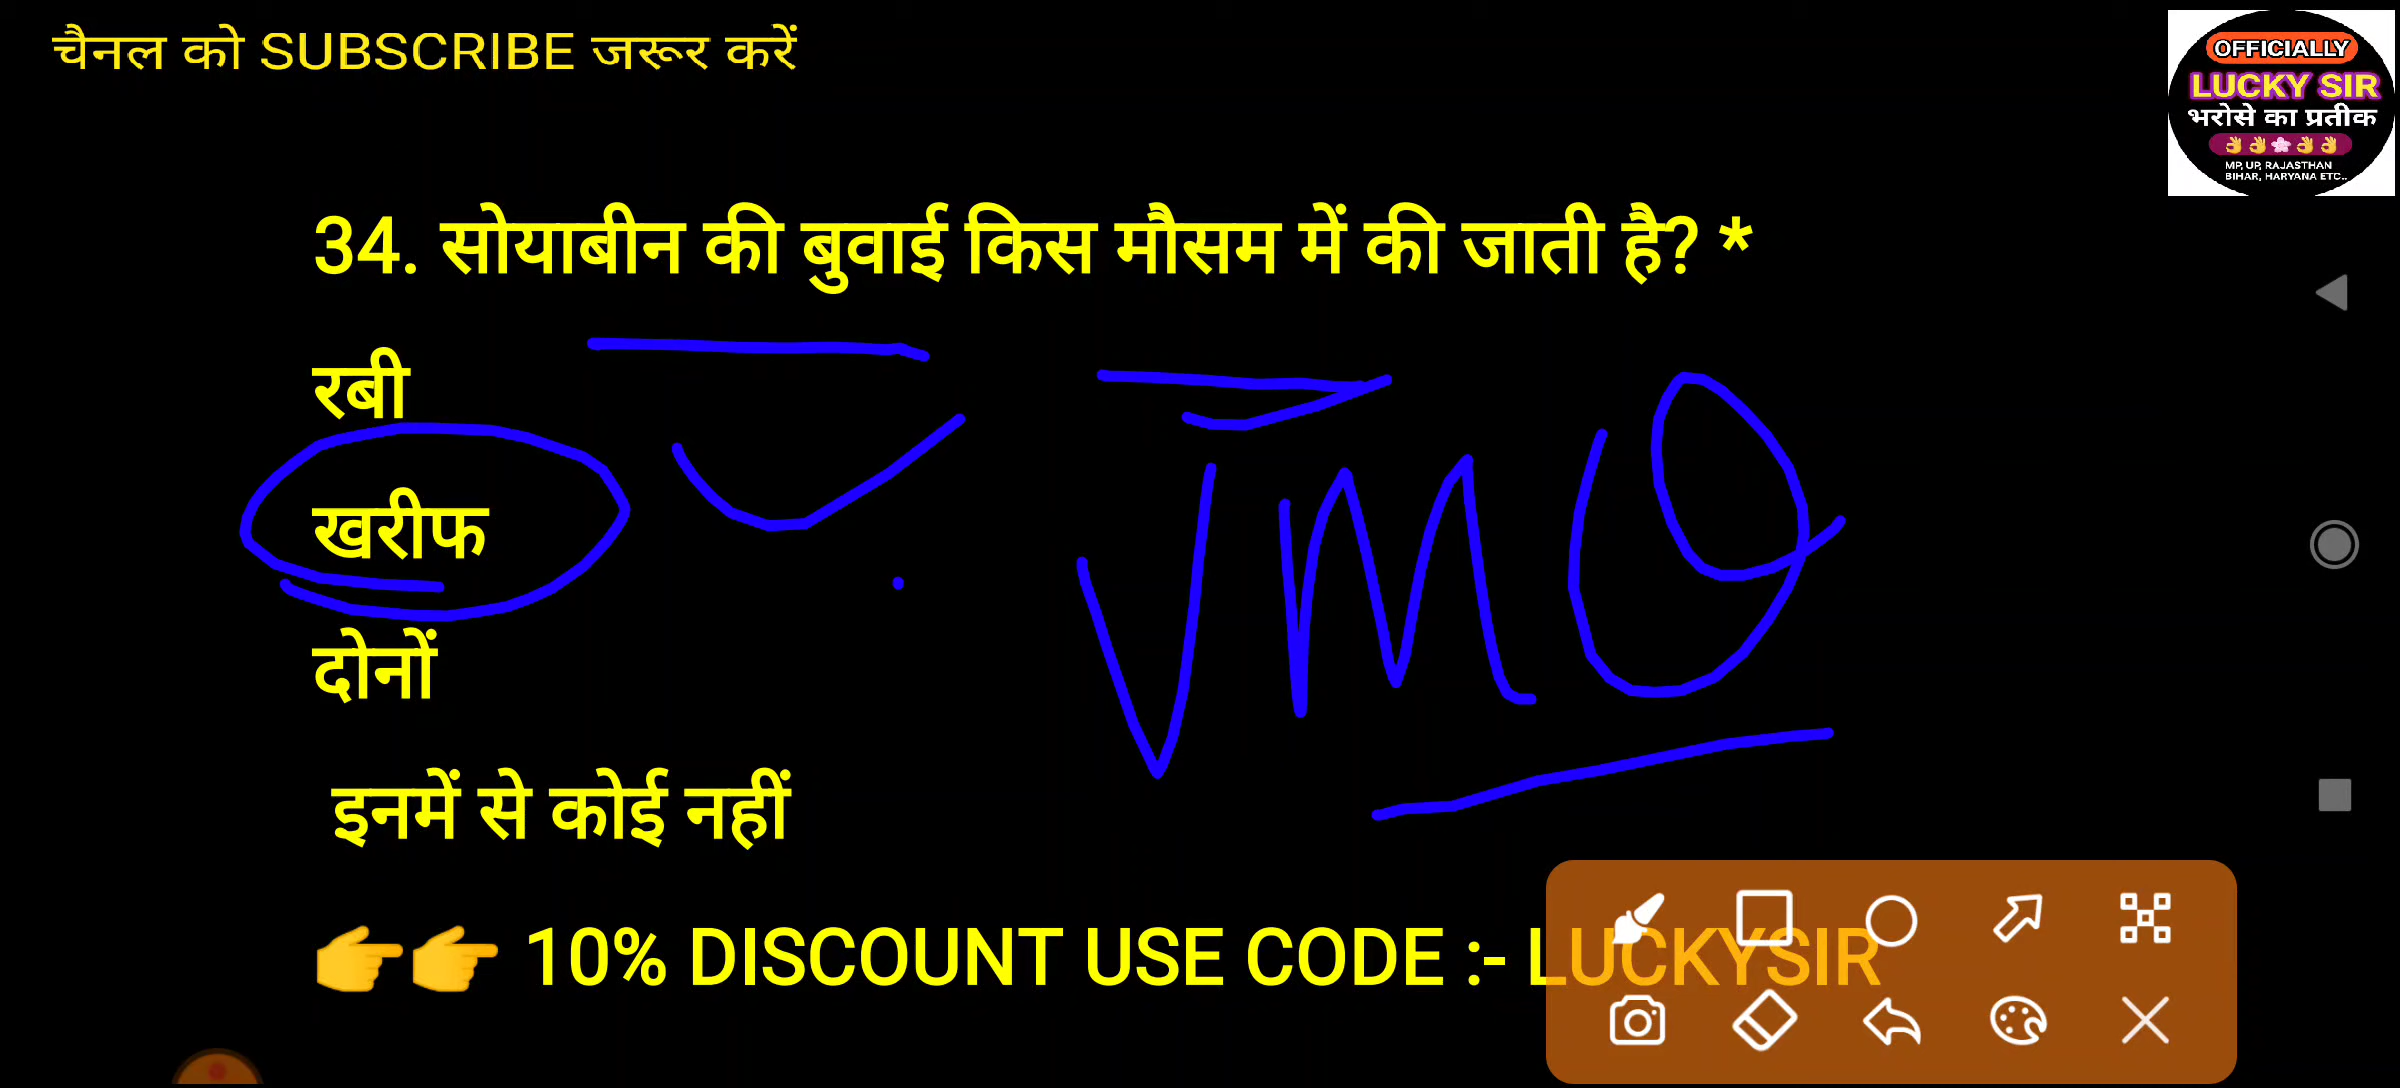 चैनल को SUBSCRIBE जरूर करें
OFFICIALLY
LUCKY SIR
भरोसे का प्रतीक
MP, UP, RAJASTHAN
BIHAR, HARYANA ETC..
34. सोयाबीन की बुवाई किस मौसम में की जाती है? *
रबी
खरीफ
दोनों
इनमें से कोई नहीं
👉👉 10% DISCOUNT USE CODE :- LUCKYSIR